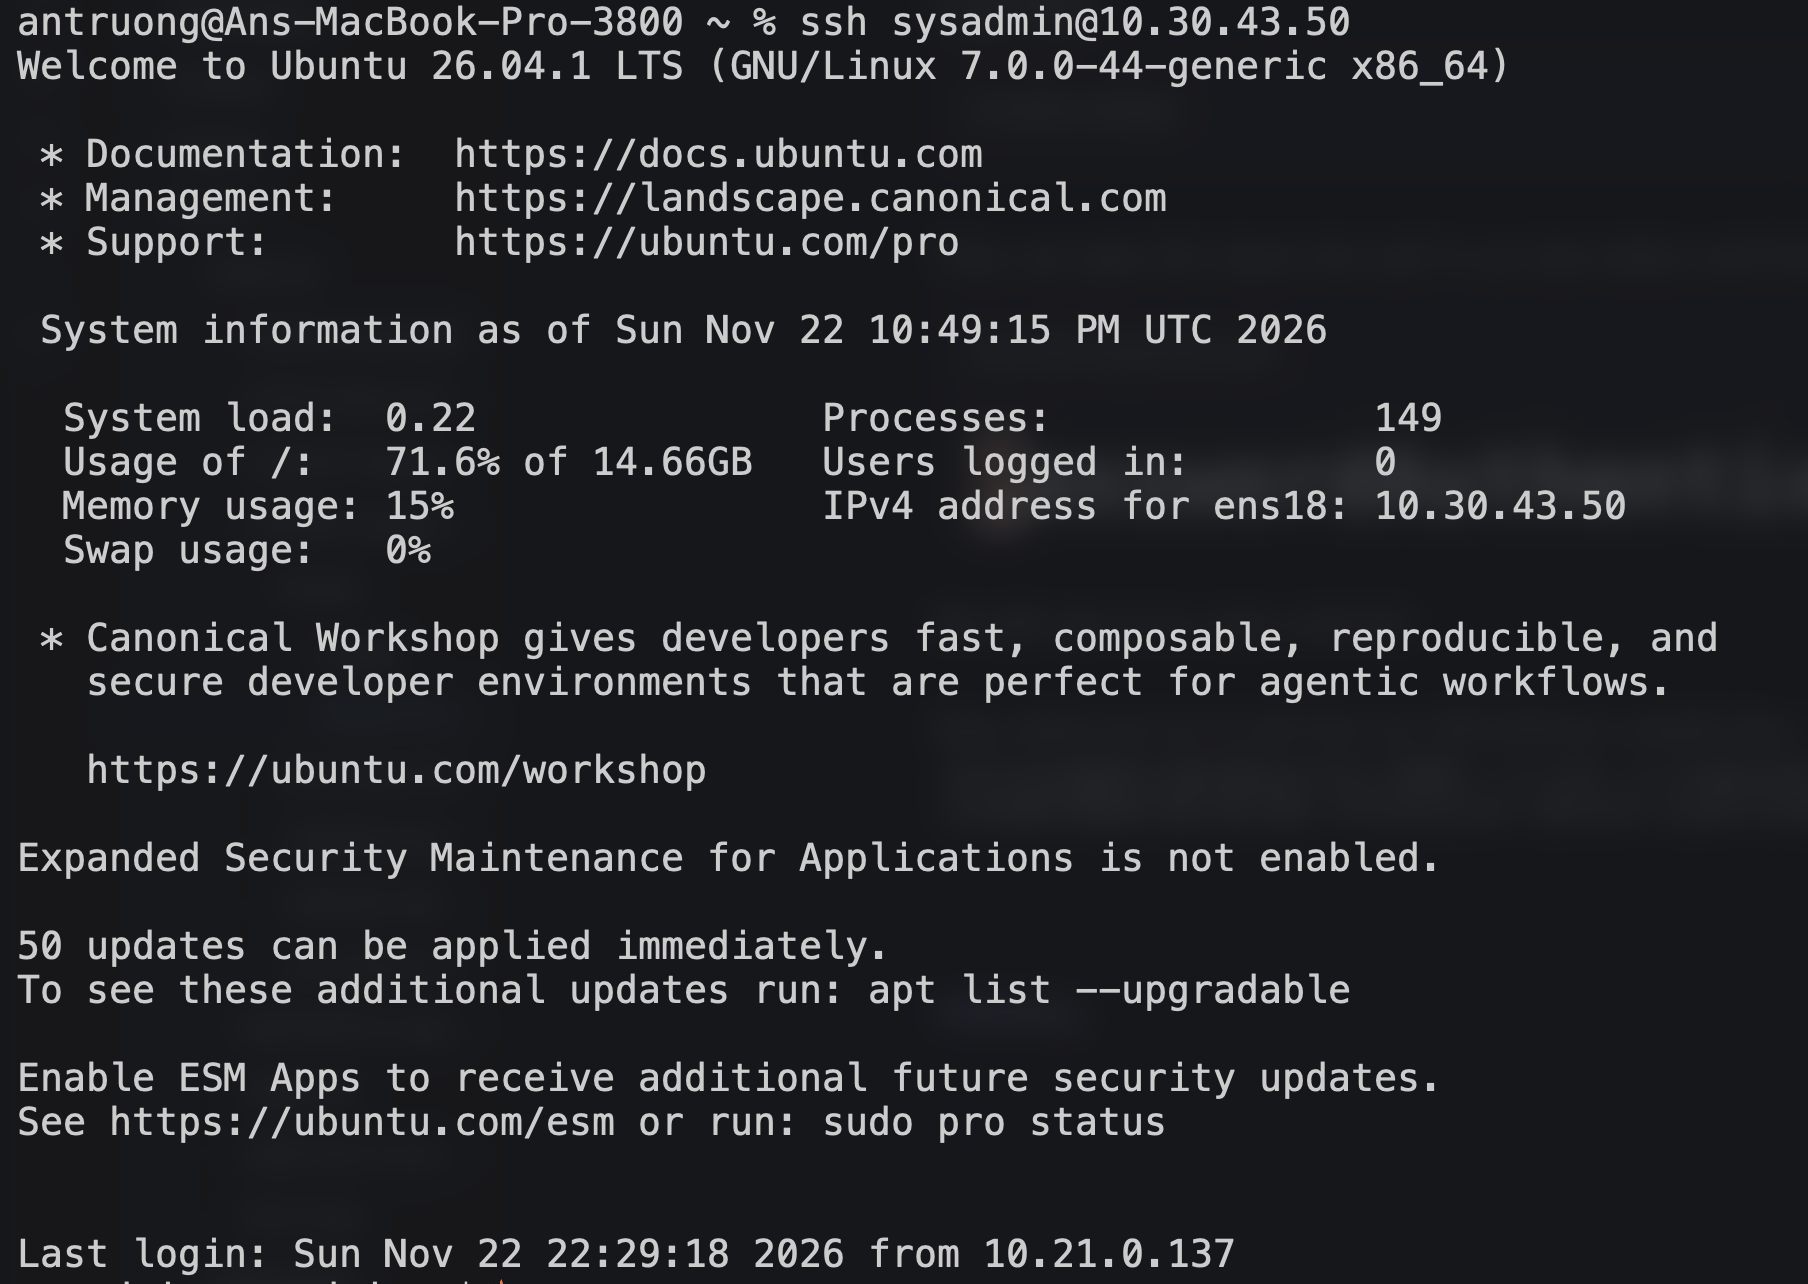 antruong@Ans-MacBook-Pro-3800 ~ % ssh sysadmin@10.30.43.50
Welcome to Ubuntu 26.04.1 LTS (GNU/Linux 7.0.0-44-generic x86_64)

 * Documentation:  https://docs.ubuntu.com
 * Management:     https://landscape.canonical.com
 * Support:        https://ubuntu.com/pro

 System information as of Sun Nov 22 10:49:15 PM UTC 2026

  System load:  0.22               Processes:              149
  Usage of /:   71.6% of 14.66GB   Users logged in:        0
  Memory usage: 15%                IPv4 address for ens18: 10.30.43.50
  Swap usage:   0%

 * Canonical Workshop gives developers fast, composable, reproducible, and
   secure developer environments that are perfect for agentic workflows.

   https://ubuntu.com/workshop

Expanded Security Maintenance for Applications is not enabled.

50 updates can be applied immediately.
To see these additional updates run: apt list --upgradable

Enable ESM Apps to receive additional future security updates.
See https://ubuntu.com/esm or run: sudo pro status


Last login: Sun Nov 22 22:29:18 2026 from 10.21.0.137